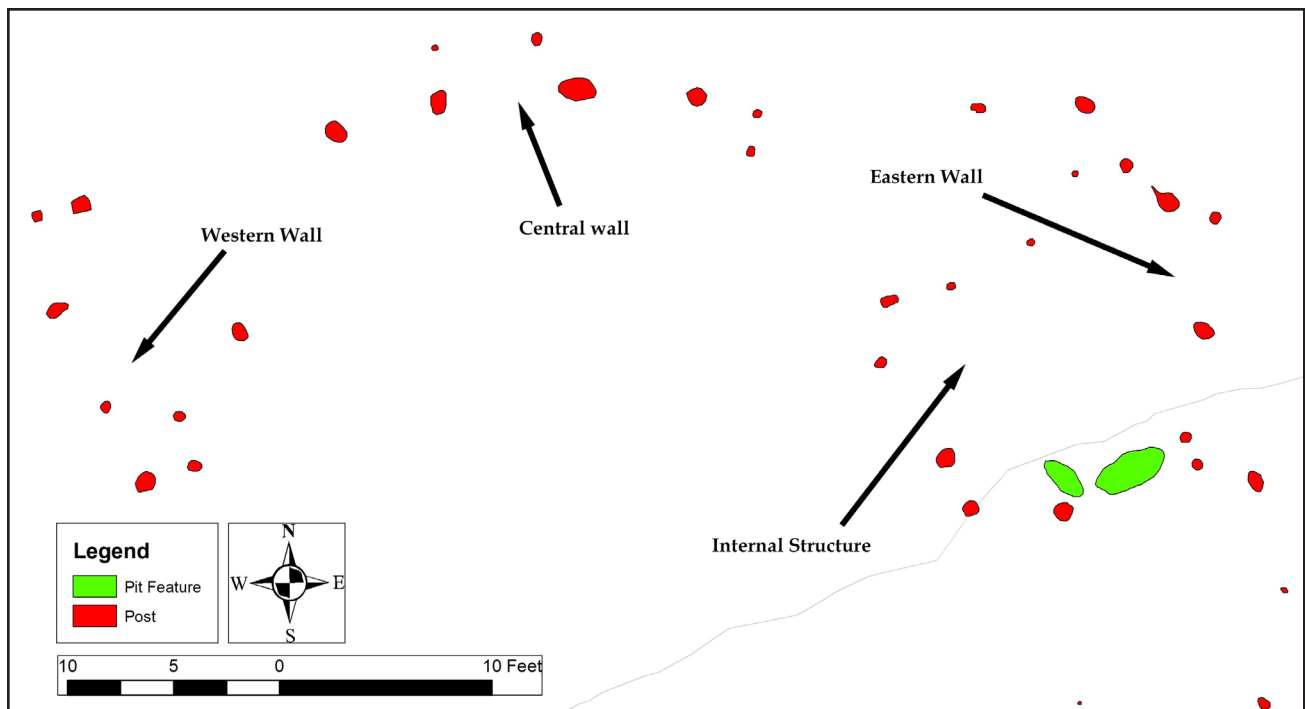 Eastern Wall
Central wall
Western Wall
Internal Structure
Legend
Pit Feature
Post
N
W E
S
10 5 0 10 Feet